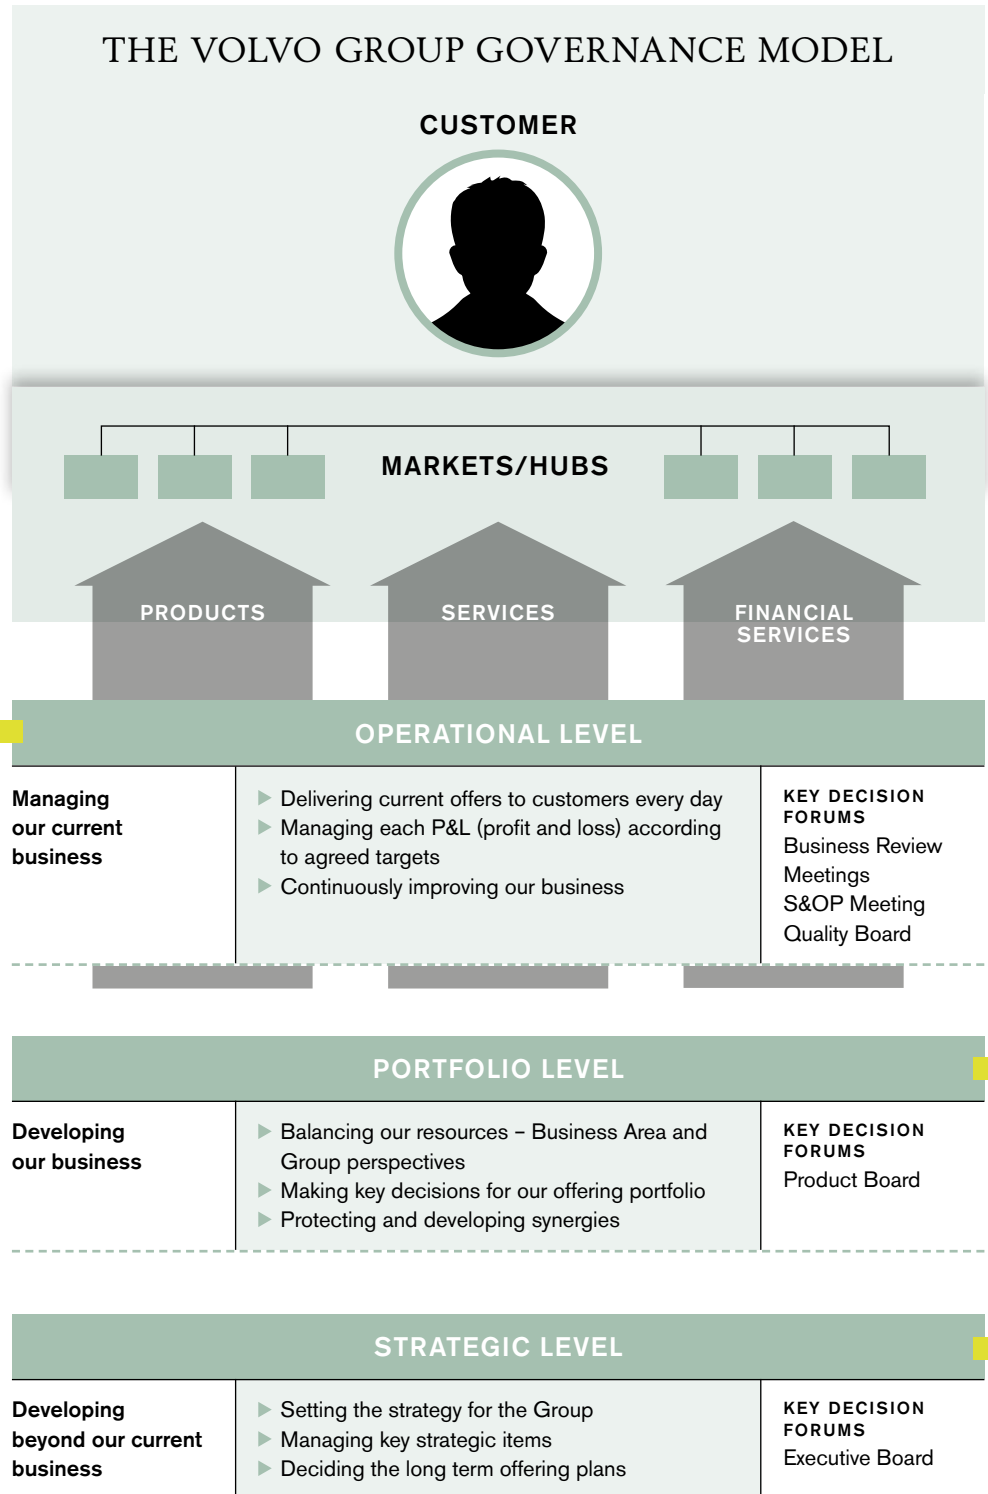 THE VOLVO GROUP GOVERNANCE MODEL
CUSTOMER
MARKETS/HUBS
PRODUCTS
SERVICES
FINANCIAL
SERVICES
OPERATIONAL LEVEL
Managing
our current
business
▶ Delivering current offers to customers every day
▶ Managing each P&L (profit and loss) according
to agreed targets
▶ Continuously improving our business
KEY DECISION
FORUMS
Business Review
Meetings
S&OP Meeting
Quality Board
PORTFOLIO LEVEL
Developing
our business
▶ Balancing our resources – Business Area and
Group perspectives
▶ Making key decisions for our offering portfolio
▶ Protecting and developing synergies
KEY DECISION
FORUMS
Product Board
STRATEGIC LEVEL
Developing
beyond our current
business
▶ Setting the strategy for the Group
▶ Managing key strategic items
▶ Deciding the long term offering plans
KEY DECISION
FORUMS
Executive Board